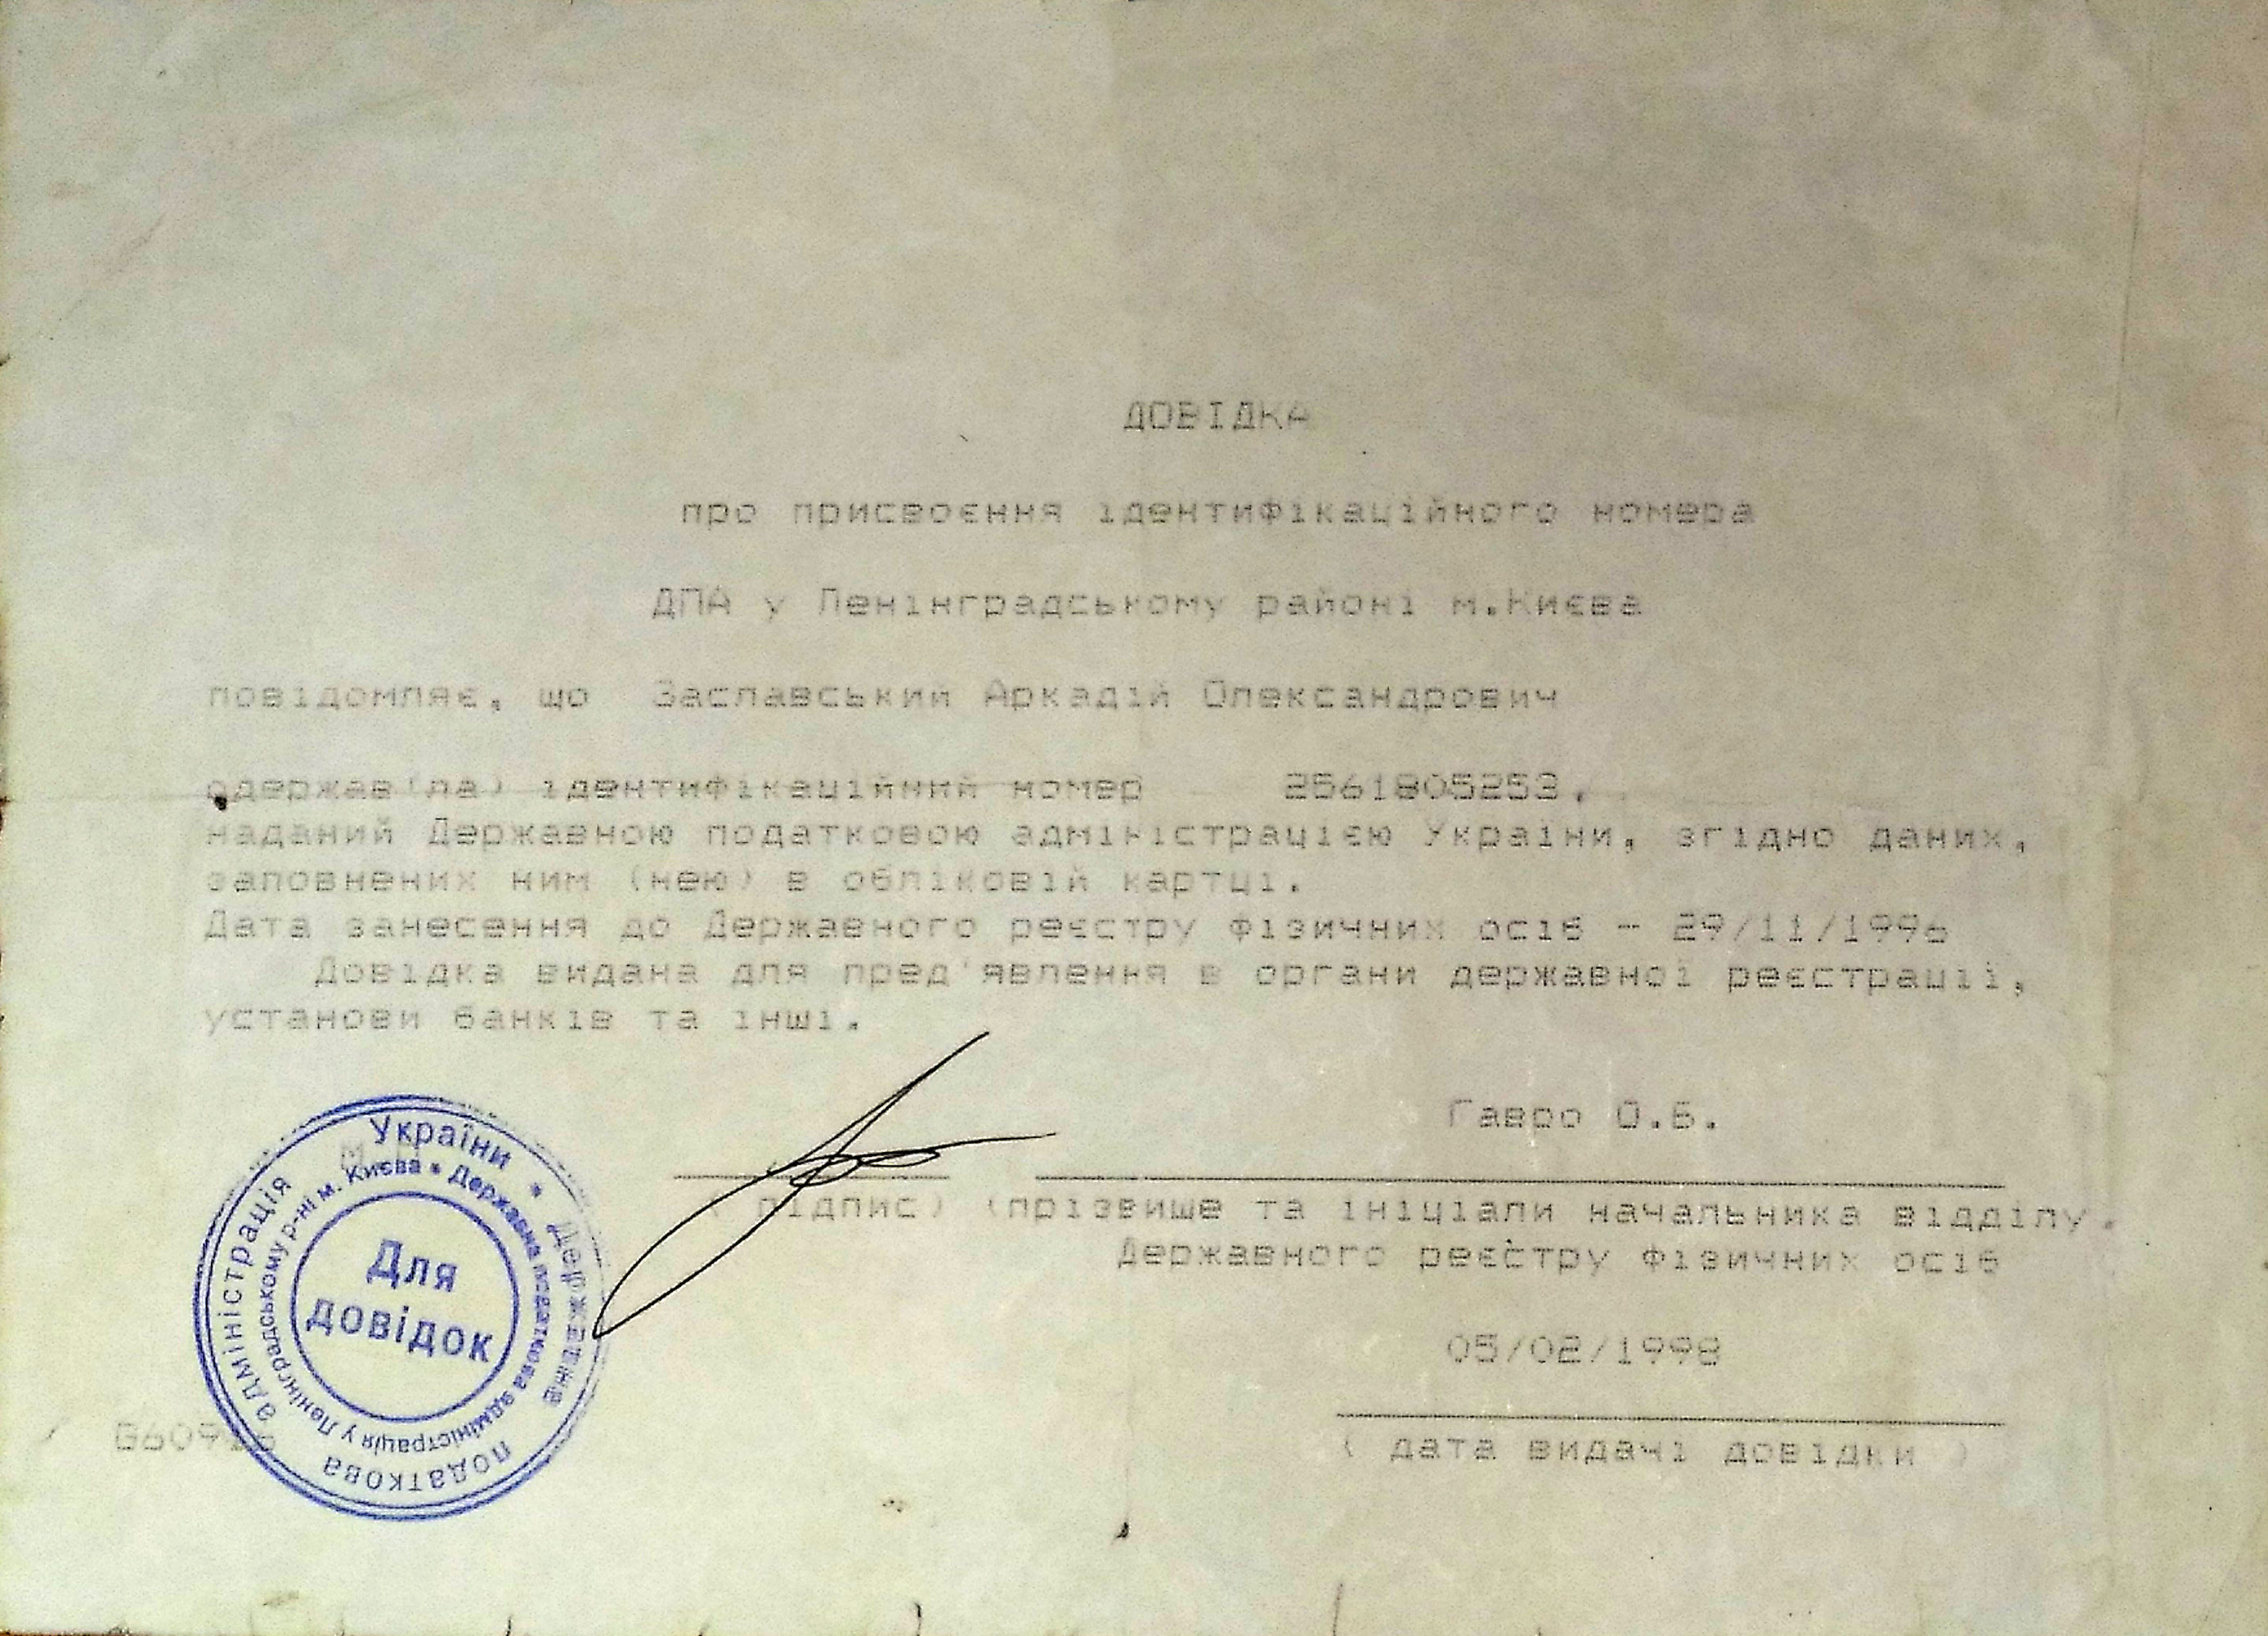 ДОВІДКА
про присвоєння ідентифікаційного номера
ДПА у Ленінградському районі м.Києва
повідомляє, що Заславський Аркадій Олександрович
одержав'ла) ідентифікаційний номер 2561805253,
наданий Державною податковою адміністрацією України, згідно даних,
заповнених ним (нею) в обліковій картці.
Дата занесення до Державного реєстру фізичних осіб - 29/11/1996
Довідка видана для пред'явлення в органи державної реєстрації,
установи банків та інші.
Гавро О.Б.
( підпис) (прізвише та ініціали начальника відділу,
Державного реєстру фізичних осіб
05/02/1998
( дата видачі довідки )
Державна податкова адміністрація України *
Державна податкова адміністрація у Ленінградському р-ні м. Києва *
Для
довідок